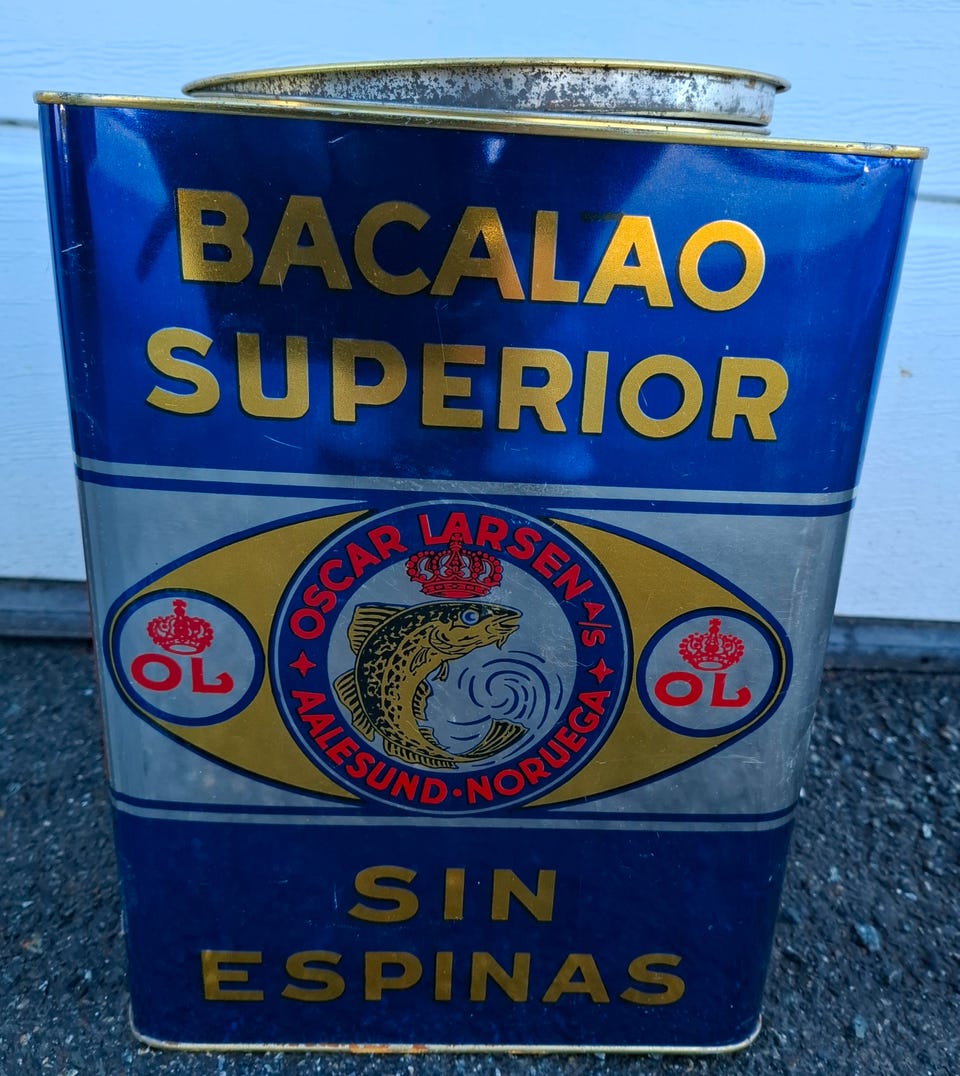 BACALAO
SUPERIOR
OSCAR LARSEN A/S
AALESUND · NORUEGA
OL
OL
SIN
ESPINAS